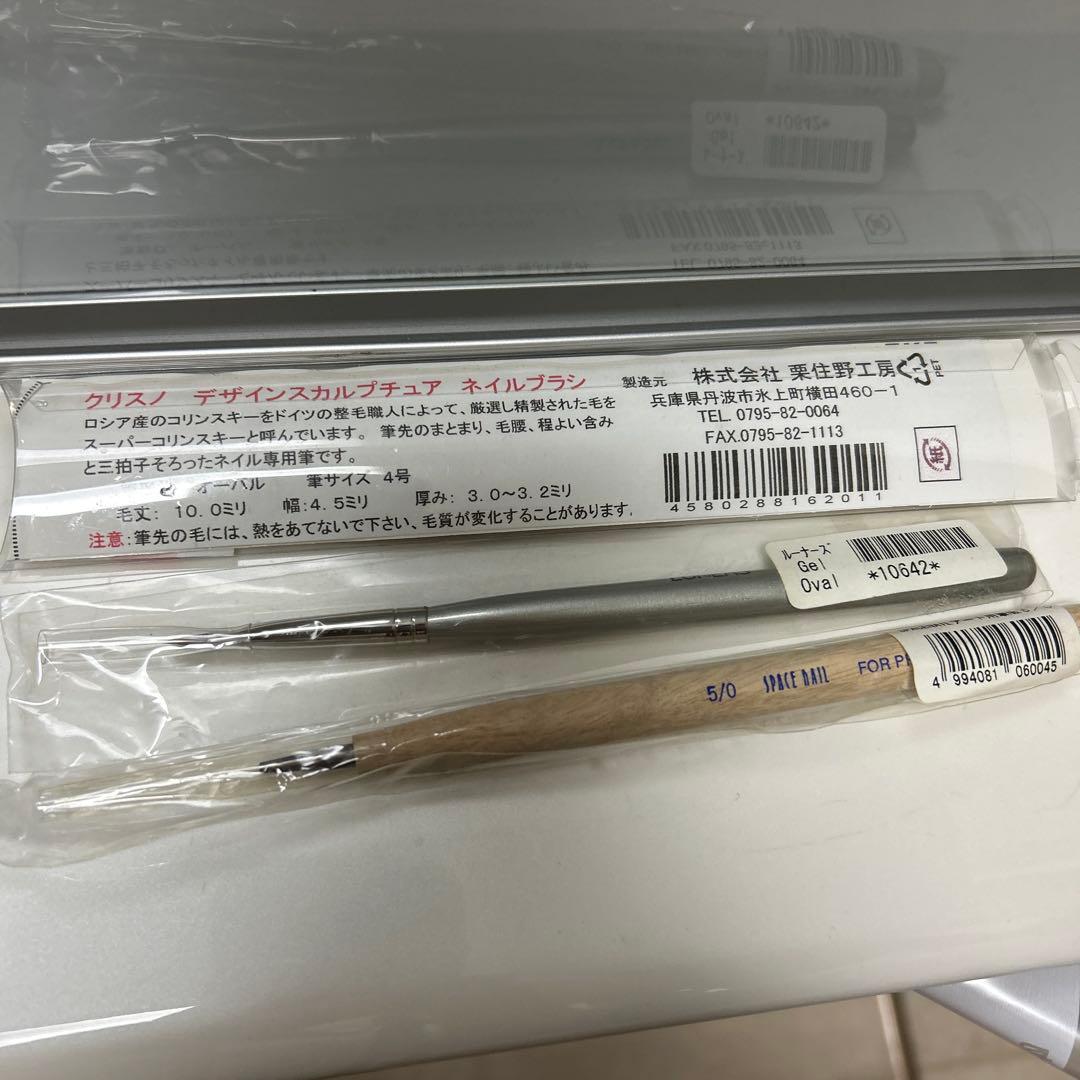 クリスノ デザインスカルプチュア ネイルブラシ
ロシア産のコリンスキーをドイツの整毛職人によって、厳選し精製された毛を
スーパーコリンスキーと呼んでいます。 筆先のまとまり、毛腰、程よい含み
と三拍子そろったネイル専用筆です。
オーバル 筆サイズ 4号
毛丈: 10.0ミリ 幅:4.5ミリ 厚み: 3.0~3.2ミリ
注意:筆先の毛には、熱をあてないで下さい、毛質が変化することがあります。
製造元 株式会社 栗住野工房
兵庫県丹波市氷上町横田460-1
TEL 0795-82-0064
FAX.0795-82-1113
4580288162011
PET
紙
ルーナーズ
Gel
Oval
*10642*
5/0 SPACE NAIL FOR
4 994081 060045